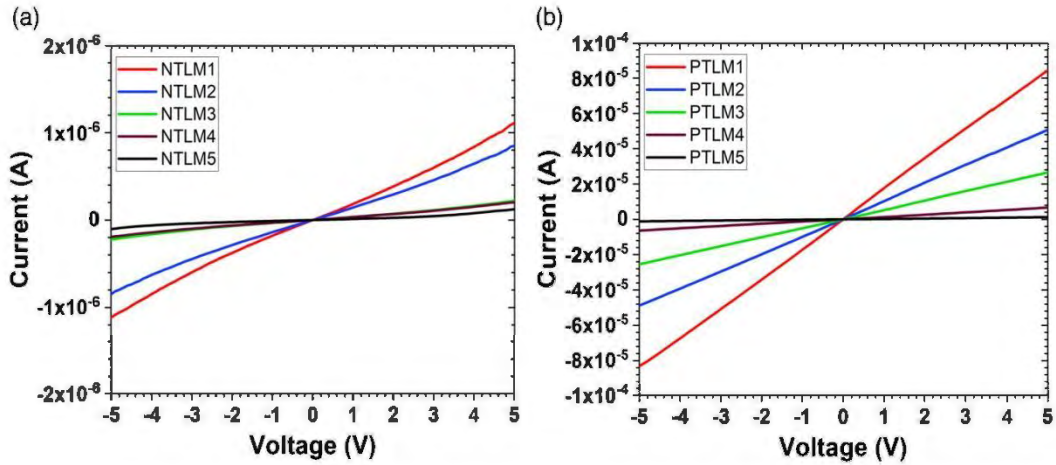 (a)
2x10⁻⁶
1x10⁻⁶
0
-1x10⁻⁶
-2x10⁻⁶
Current (A)
NTLM1
NTLM2
NTLM3
NTLM4
NTLM5
-5 -4 -3 -2 -1 0 1 2 3 4 5
Voltage (V)
(b)
1x10⁻⁴
8x10⁻⁵
6x10⁻⁵
4x10⁻⁵
2x10⁻⁵
0
-2x10⁻⁵
-4x10⁻⁵
-6x10⁻⁵
-8x10⁻⁵
-1x10⁻⁴
Current (A)
PTLM1
PTLM2
PTLM3
PTLM4
PTLM5
-5 -4 -3 -2 -1 0 1 2 3 4 5
Voltage (V)